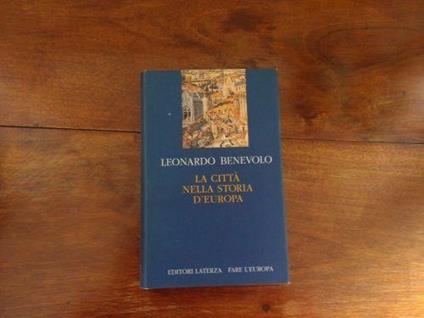 LEONARDO BENEVOLO
LA CITTÀ
NELLA STORIA
D'EUROPA
EDITORI LATERZA FARE L'EUROPA